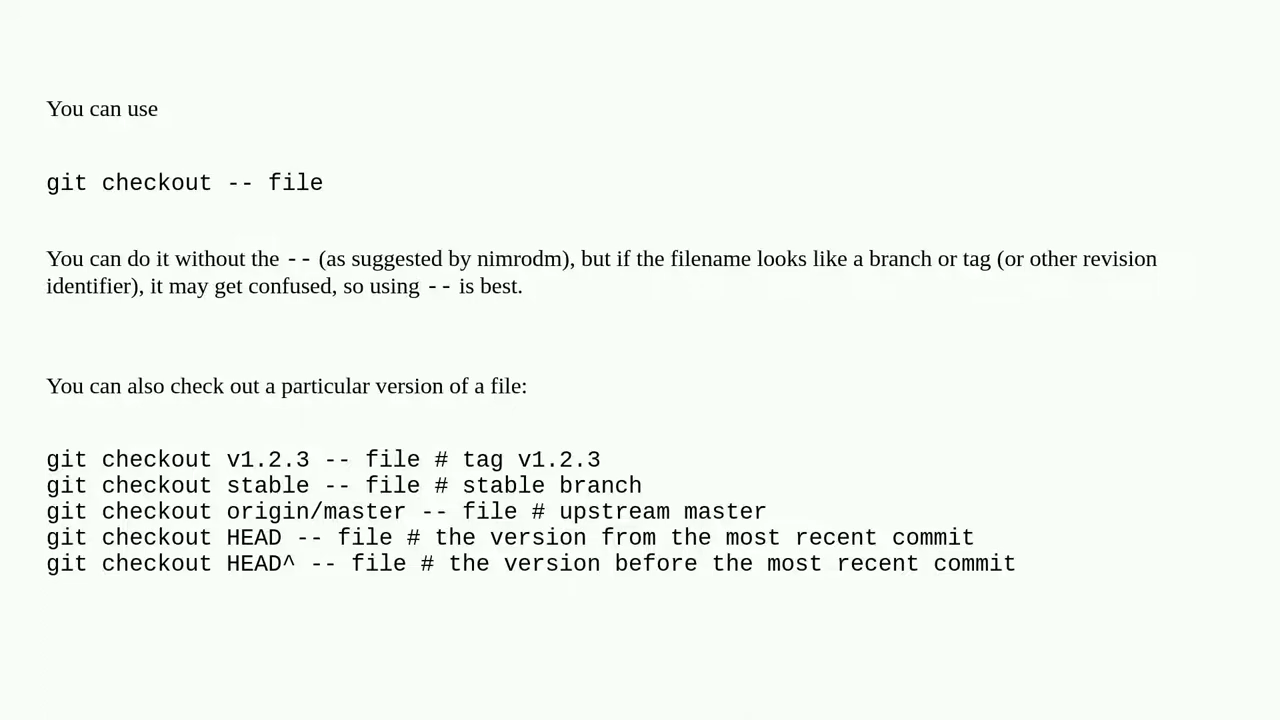 You can use
git checkout -- file
You can do it without the -- (as suggested by nimrodm), but if the filename looks like a branch or tag (or other revision
identifier), it may get confused, so using -- is best.
You can also check out a particular version of a file:
git checkout v1.2.3 -- file # tag v1.2.3
git checkout stable -- file # stable branch
git checkout origin/master -- file # upstream master
git checkout HEAD -- file # the version from the most recent commit
git checkout HEAD^ -- file # the version before the most recent commit